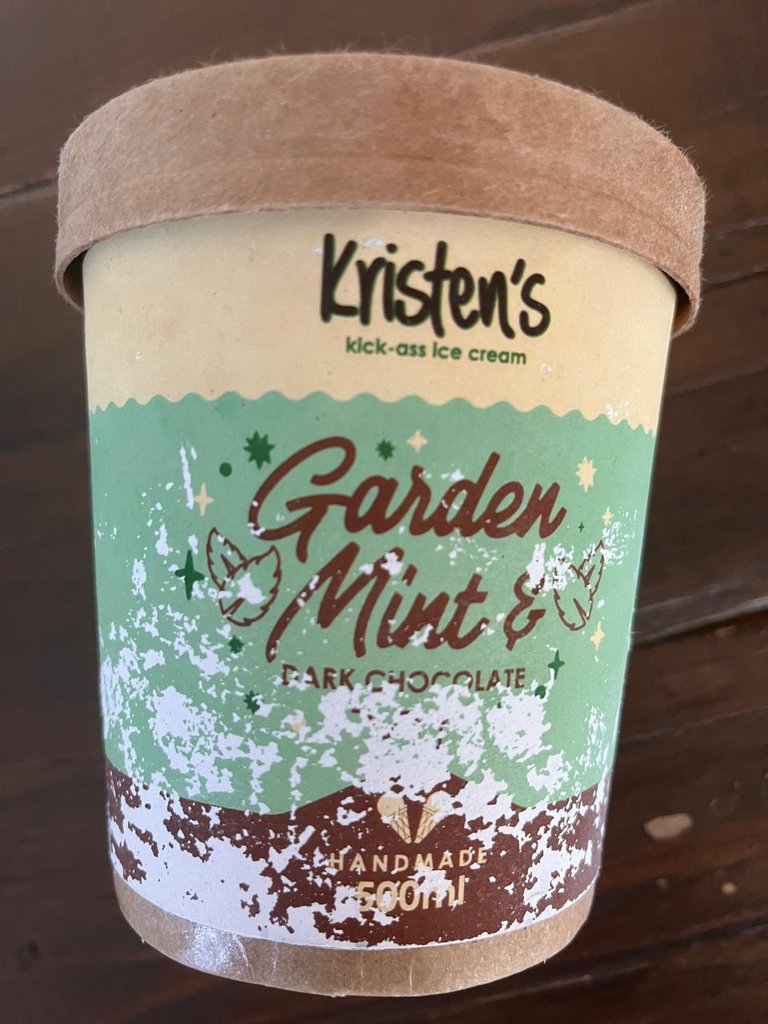 Kristen's
kick-ass ice cream
Garden
Mint &
DARK CHOCOLATE
HANDMADE
500ml